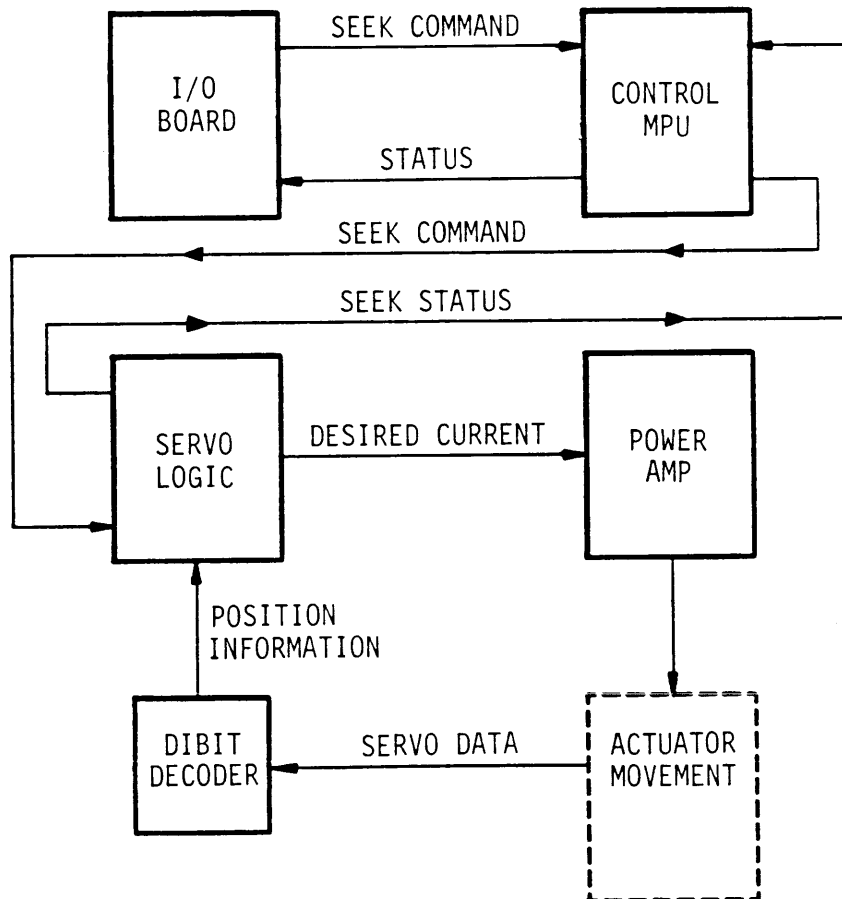 SEEK COMMAND
I/O
BOARD
CONTROL
MPU
STATUS
SEEK COMMAND
SEEK STATUS
SERVO
LOGIC
DESIRED CURRENT
POWER
AMP
POSITION
INFORMATION
DIBIT
DECODER
SERVO DATA
ACTUATOR
MOVEMENT